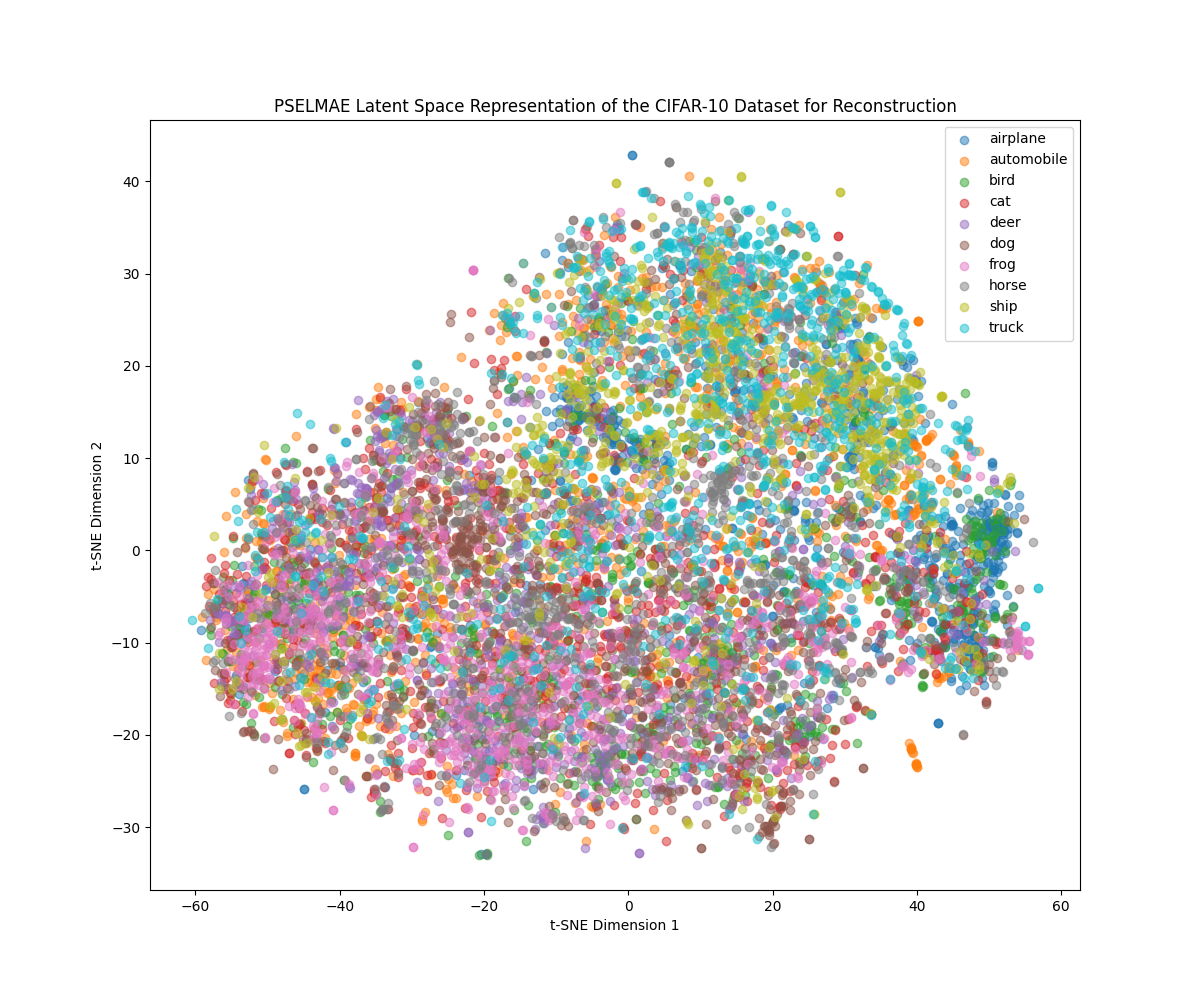 PSELMAE Latent Space Representation of the CIFAR-10 Dataset for Reconstruction
airplane
automobile
bird
cat
deer
dog
frog
horse
ship
truck
40
30
20
10
0
−10
−20
−30
t-SNE Dimension 2
−60 −40 −20 0 20 40 60
t-SNE Dimension 1